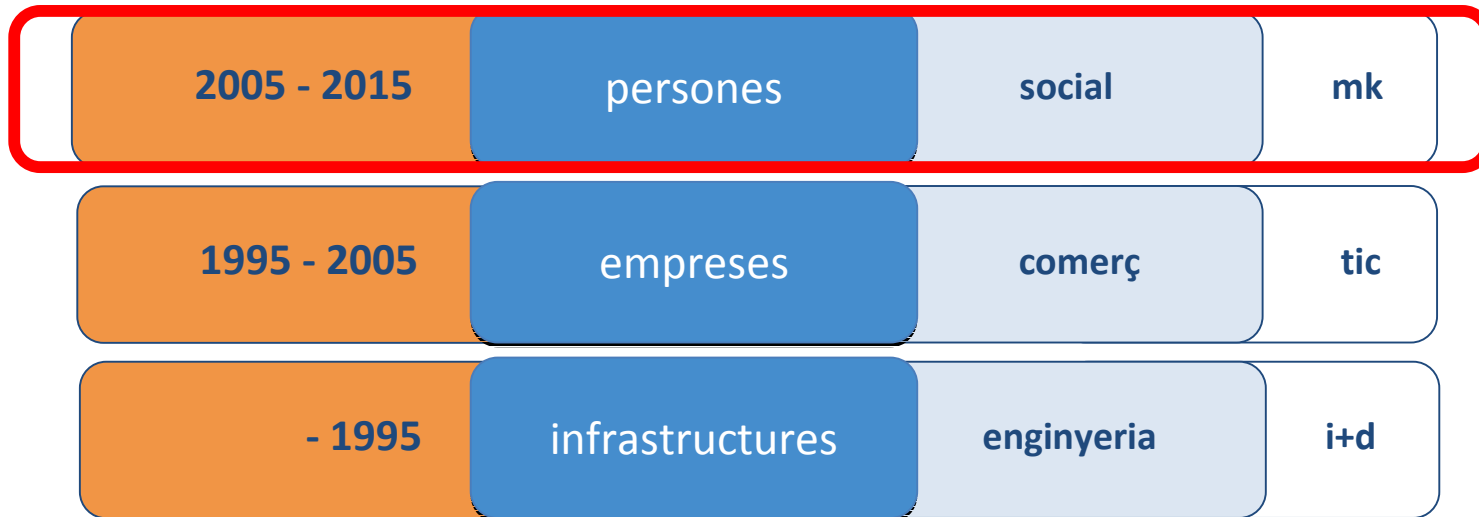 2005 - 2015 persones social mk
1995 - 2005 empreses comerç tic
- 1995 infrastructures enginyeria i+d